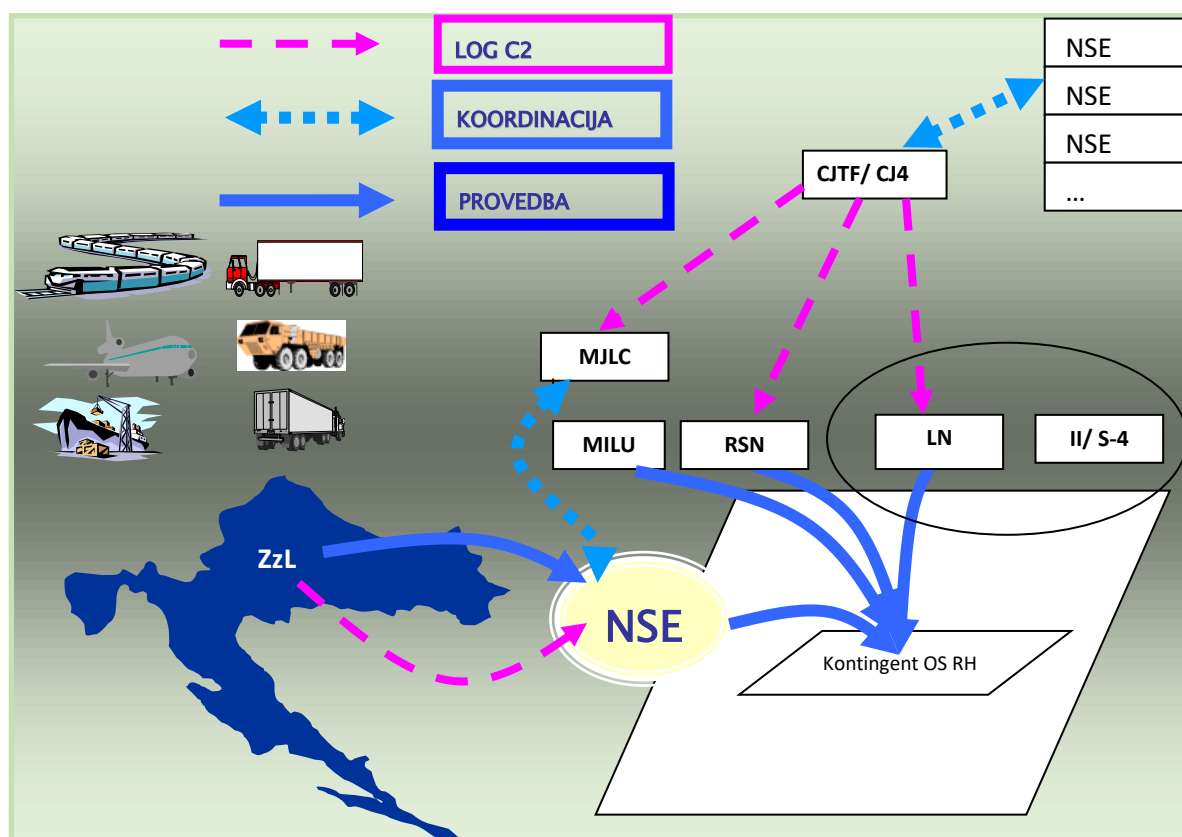 LOG C2
KOORDINACIJA
PROVEDBA
NSE
NSE
NSE
...
CJTF/ CJ4
MJLC
MILU
RSN
LN
II/ S-4
ZzL
NSE
Kontingent OS RH